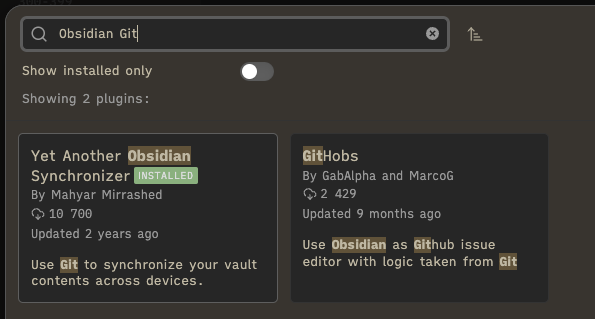 Obsidian Git
Show installed only
Showing 2 plugins:
Yet Another Obsidian
Synchronizer INSTALLED
By Mahyar Mirrashed
10 700
Updated 2 years ago
Use Git to synchronize your vault
contents across devices.
GitHobs
By GabAlpha and MarcoG
2 429
Updated 9 months ago
Use Obsidian as Github issue
editor with logic taken from Git